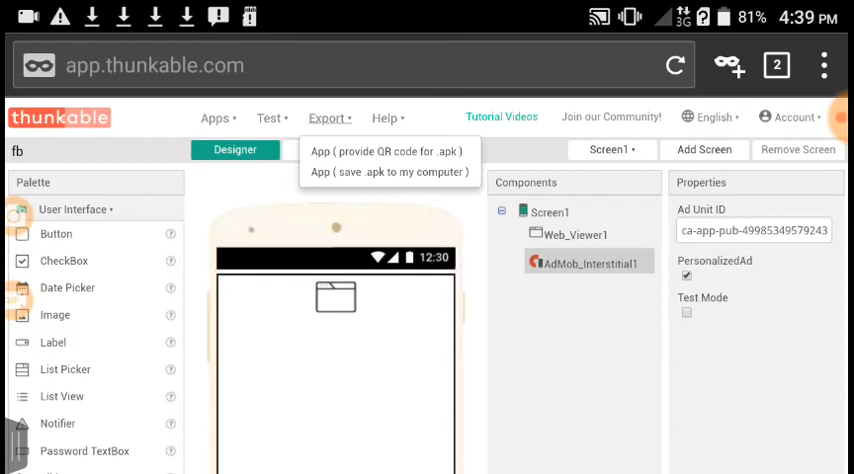 3G 81% 4:39 PM
app.thunkable.com 2
thunkable Apps Test Export Help Tutorial Videos Join our Community! English Account
fb Designer Screen1 Add Screen Remove Screen
App ( provide QR code for .apk )
App ( save .apk to my computer )
Palette
User Interface
Button
CheckBox
Date Picker
Image
Label
List Picker
List View
Notifier
Password TextBox
12:30
Components
Screen1
Web_Viewer1
AdMob_Interstitial1
Properties
Ad Unit ID
ca-app-pub-49985349579243
PersonalizedAd
Test Mode